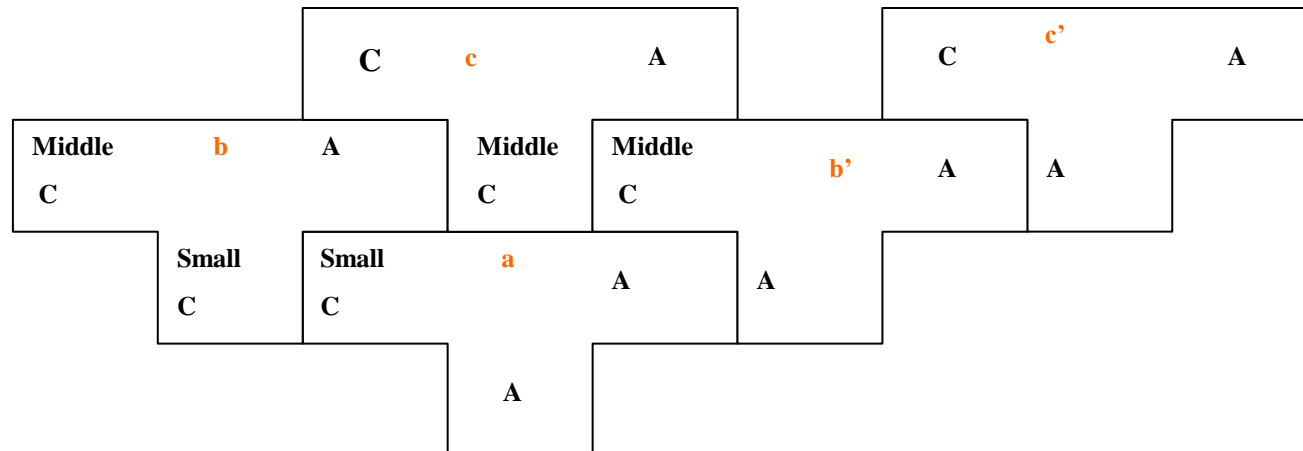 C c A C c’ A
Middle b A Middle Middle b’ A A
C C C
Small Small a A A
C C
A